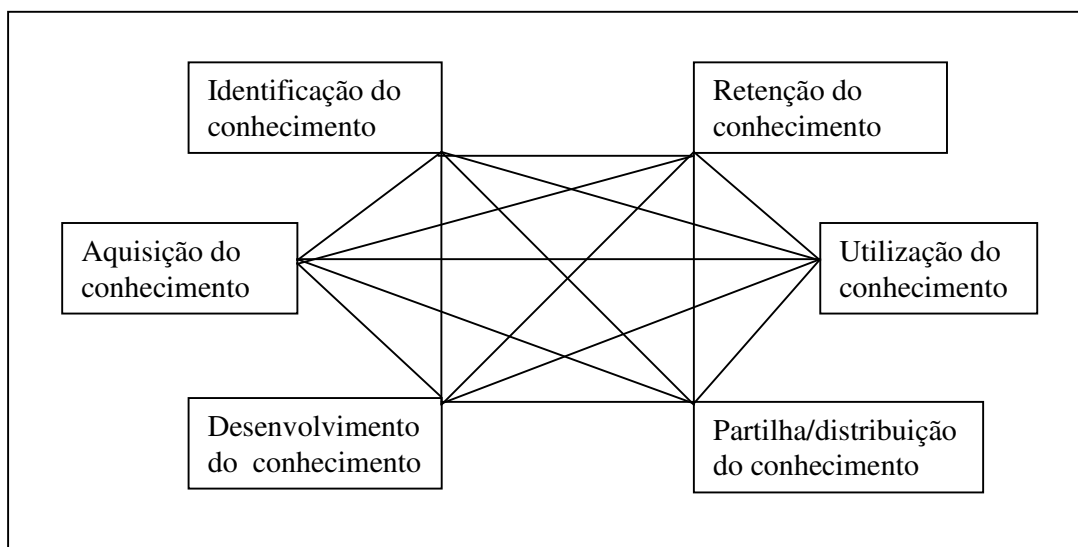 Identificação do
conhecimento
Retenção do
conhecimento
Aquisição do
conhecimento
Utilização do
conhecimento
Desenvolvimento
do  conhecimento
Partilha/distribuição
do conhecimento